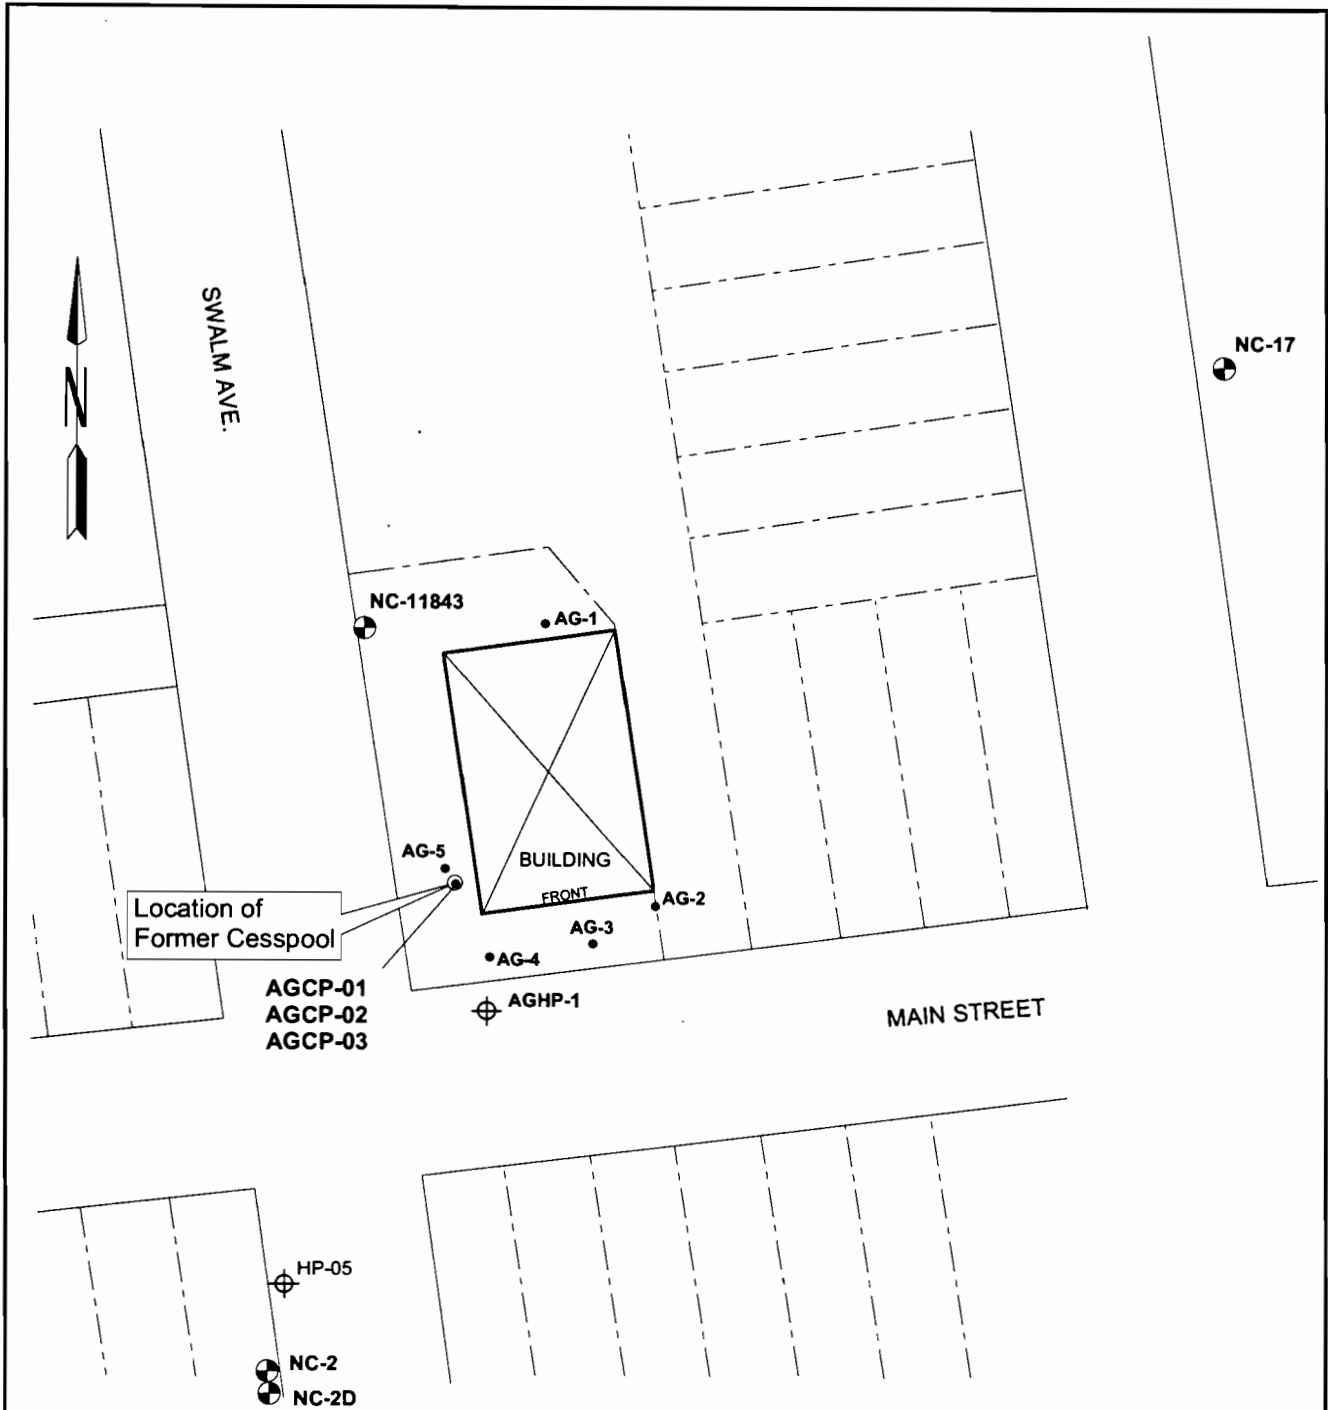 SWALM AVE.
N
NC-17
NC-11843
AG-1
AG-5
BUILDING
FRONT
AG-2
Location of
Former Cesspool
AG-3
AG-4
AGCP-01
AGCP-02
AGCP-03
AGHP-1
MAIN STREET
HP-05
NC-2
NC-2D